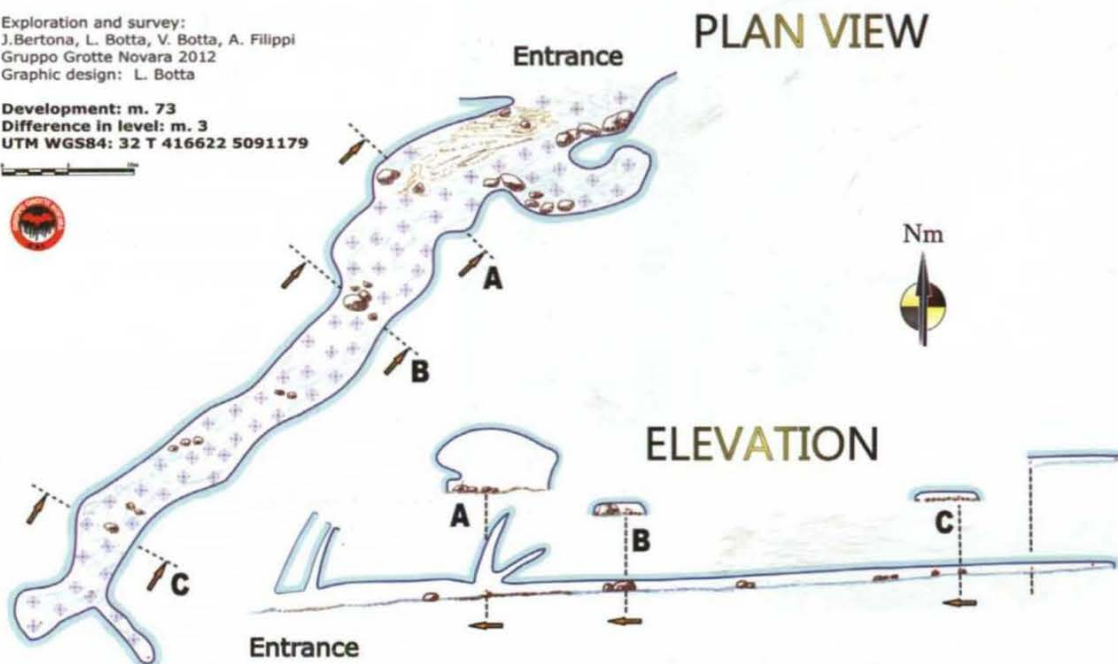 Exploration and survey:
J.Bertona, L. Botta, V. Botta, A. Filippi
Gruppo Grotte Novara 2012
Graphic design: L. Botta
Development: m. 73
Difference in level: m. 3
UTM WGS84: 32 T 416622 5091179
PLAN VIEW
Entrance
Nm
A
B
C
ELEVATION
A
B
C
Entrance